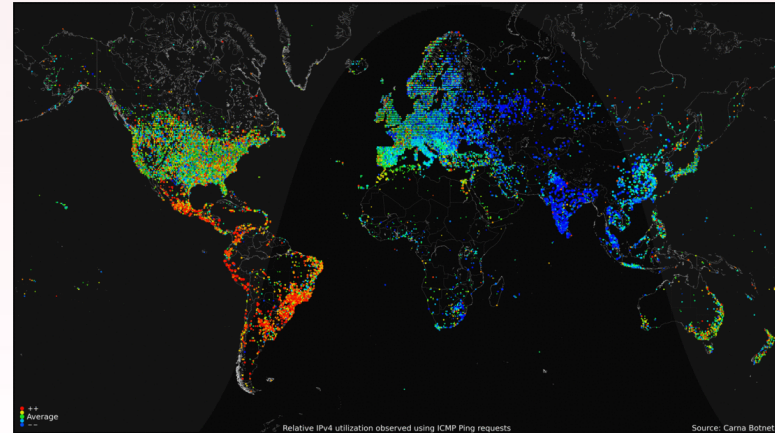 ++
Average
--
Relative IPv4 utilization observed using ICMP Ping requests
Source: Carna Botnet